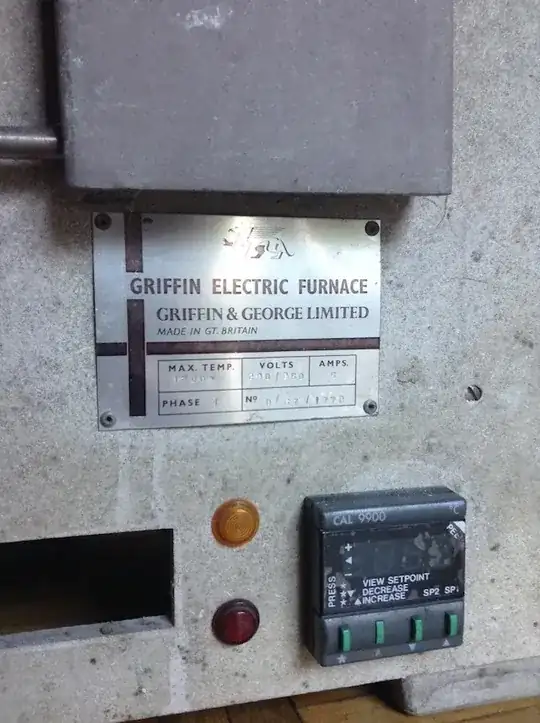 GRIFFIN ELECTRIC FURNACE
GRIFFIN & GEORGE LIMITED
MADE IN GT. BRITAIN
MAX. TEMP. VOLTS AMPS.
PHASE Nº
CAL 9900 °C
PRESS
VIEW SETPOINT
DECREASE
INCREASE
SP2 SP1